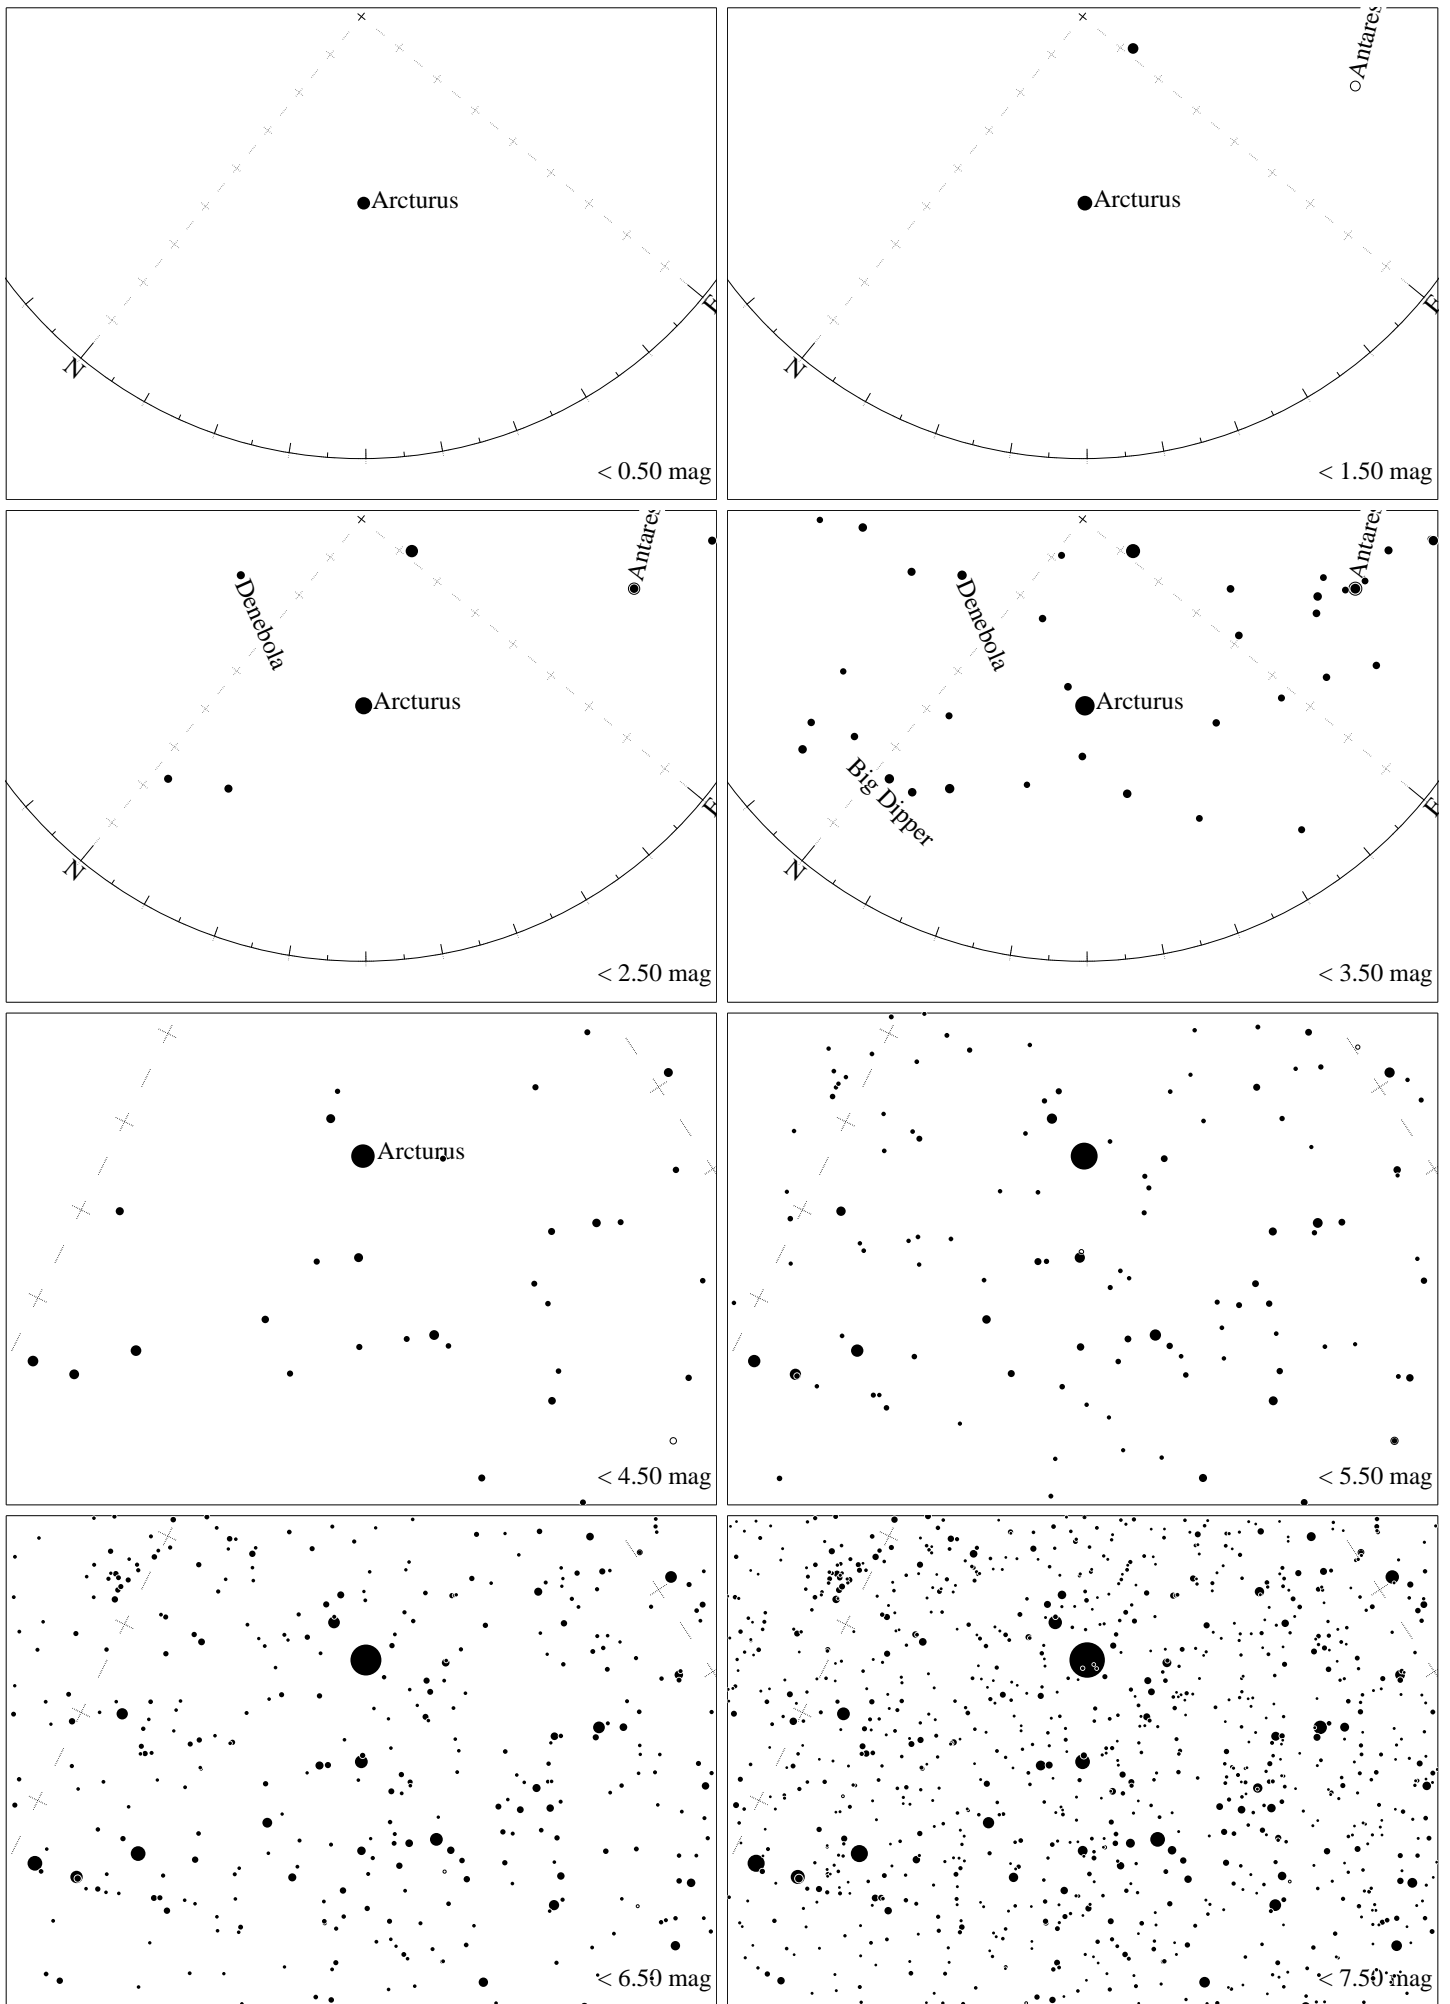 Arcturus
N
E
< 0.50 mag
Antares
Arcturus
N
E
< 1.50 mag
Antares
Denebola
Arcturus
N
E
< 2.50 mag
Antares
Denebola
Arcturus
Big Dipper
N
E
< 3.50 mag
Arcturus
< 4.50 mag
< 5.50 mag
< 6.50 mag
< 7.50 mag